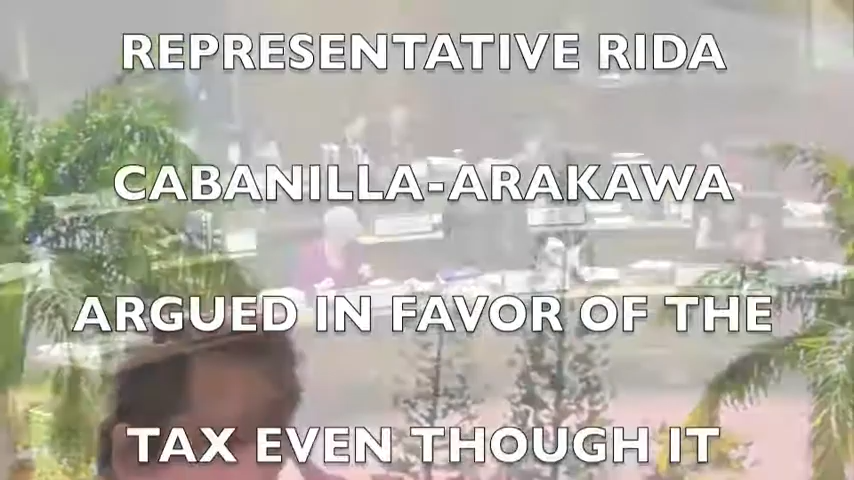 REPRESENTATIVE RIDA
CABANILLA-ARAKAWA
ARGUED IN FAVOR OF THE
TAX EVEN THOUGH IT